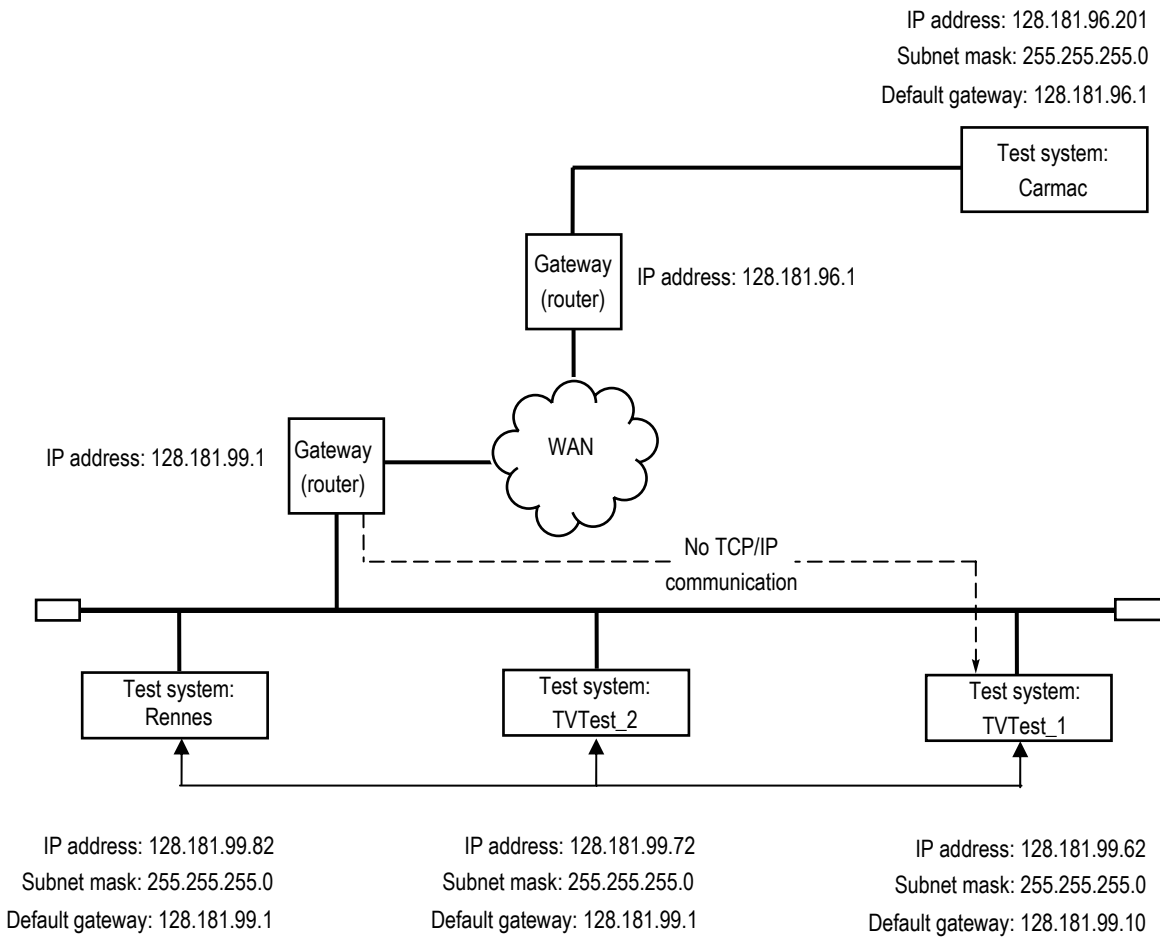 IP address: 128.181.96.201
Subnet mask: 255.255.255.0
Default gateway: 128.181.96.1
Test system:
Carmac
Gateway
(router)
IP address: 128.181.96.1
WAN
IP address: 128.181.99.1
Gateway
(router)
No TCP/IP
communication
Test system:
Rennes
Test system:
TVTest_2
Test system:
TVTest_1
IP address: 128.181.99.82
Subnet mask: 255.255.255.0
Default gateway: 128.181.99.1
IP address: 128.181.99.72
Subnet mask: 255.255.255.0
Default gateway: 128.181.99.1
IP address: 128.181.99.62
Subnet mask: 255.255.255.0
Default gateway: 128.181.99.10